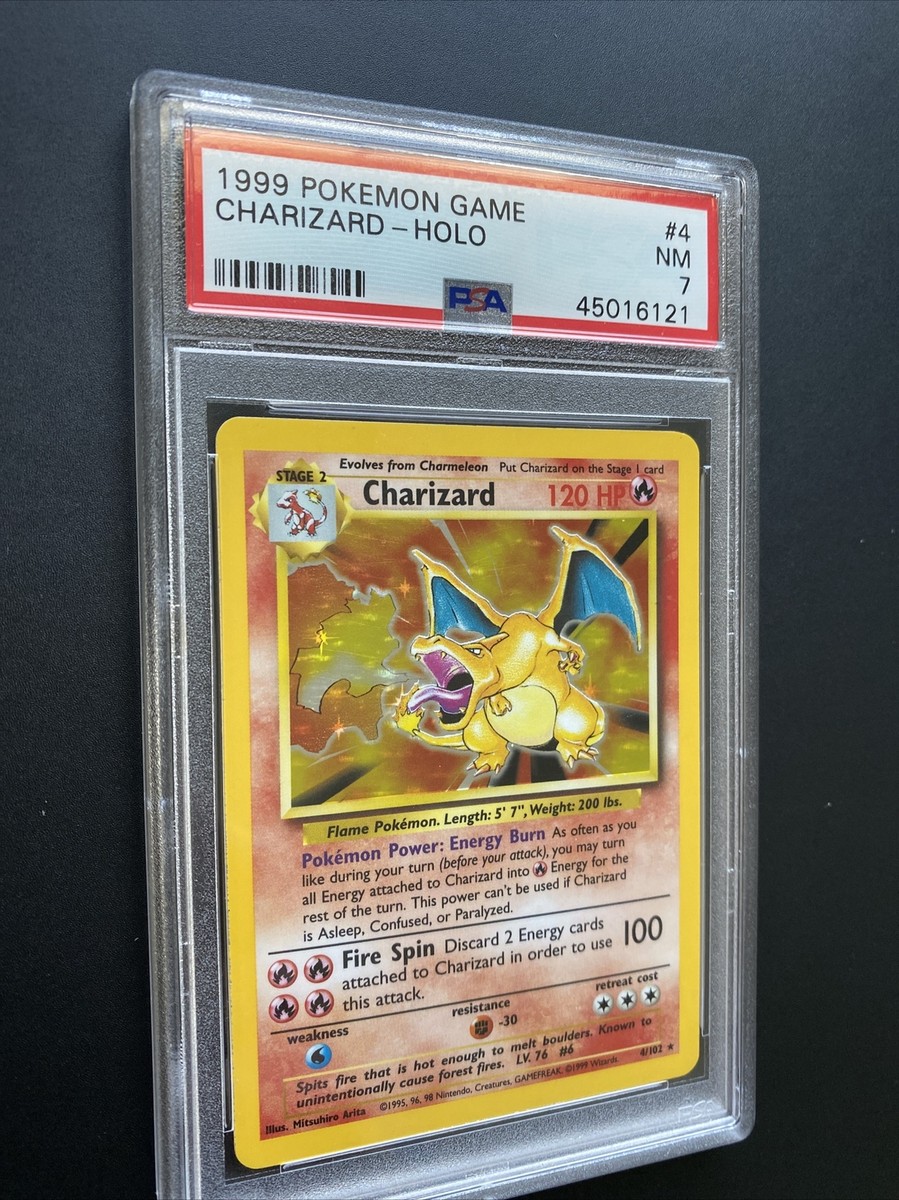 1999 POKEMON GAME
#4
CHARIZARD – HOLO
NM
7
PSA
45016121
STAGE 2
Evolves from Charmeleon Put Charizard on the Stage 1 card
Charizard 120 HP
Flame Pokémon. Length: 5' 7", Weight: 200 lbs.
Pokémon Power: Energy Burn As often as you
like during your turn (before your attack), you may turn
all Energy attached to Charizard into Energy for the
rest of the turn. This power can't be used if Charizard
is Asleep, Confused, or Paralyzed.
Fire Spin Discard 2 Energy cards
attached to Charizard in order to use
this attack.
100
weakness
resistance
-30
retreat cost
Spits fire that is hot enough to melt boulders. Known to
unintentionally cause forest fires. LV. 76 #6
Illus. Mitsuhiro Arita ©1995, 96, 98 Nintendo, Creatures, GAMEFREAK. ©1999 Wizards. 4/102 ★